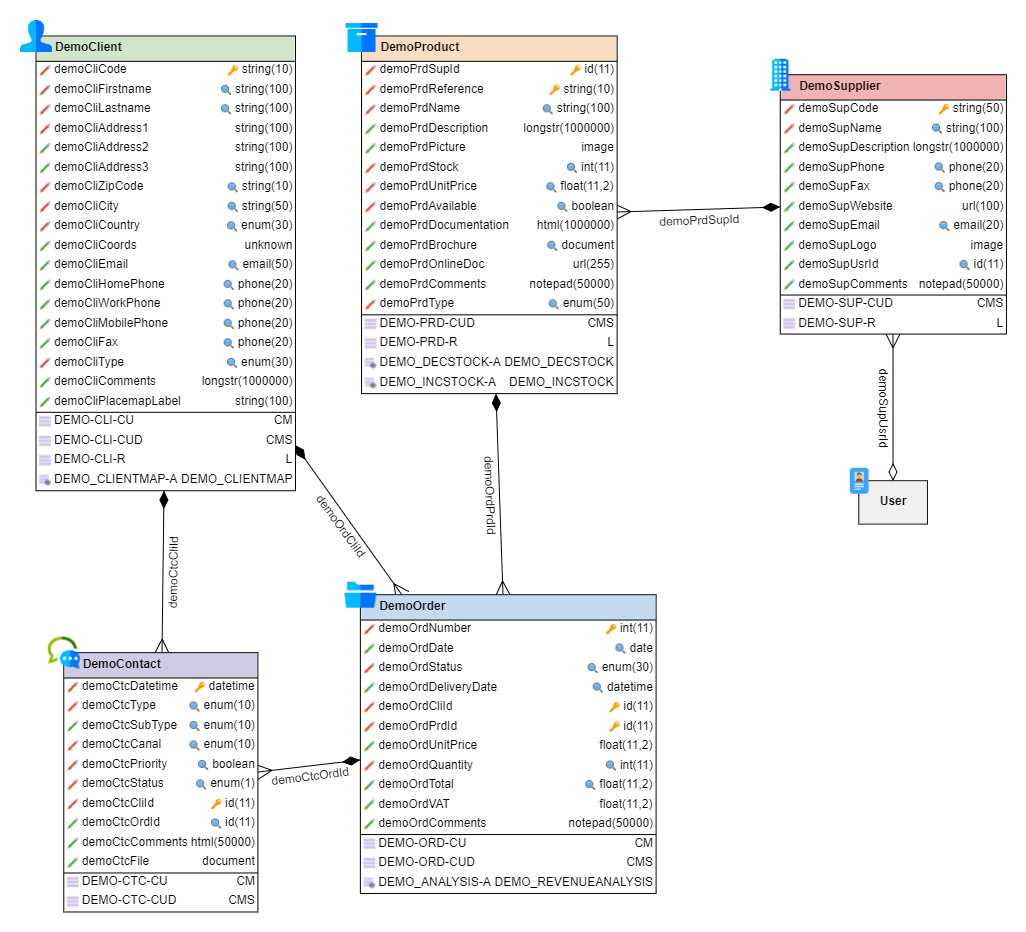 DemoClient
demoCliCode string(10)
demoCliFirstname string(100)
demoCliLastname string(100)
demoCliAddress1 string(100)
demoCliAddress2 string(100)
demoCliAddress3 string(100)
demoCliZipCode string(10)
demoCliCity string(50)
demoCliCountry enum(30)
demoCliCoords unknown
demoCliEmail email(50)
demoCliHomePhone phone(20)
demoCliWorkPhone phone(20)
demoCliMobilePhone phone(20)
demoCliFax phone(20)
demoCliType enum(30)
demoCliComments longstr(1000000)
demoCliPlacemapLabel string(100)
DEMO-CLI-CU CM
DEMO-CLI-CUD CMS
DEMO-CLI-R L
DEMO_CLIENTMAP-A DEMO_CLIENTMAP
DemoProduct
demoPrdSupId id(11)
demoPrdReference string(10)
demoPrdName string(100)
demoPrdDescription longstr(1000000)
demoPrdPicture image
demoPrdStock int(11)
demoPrdUnitPrice float(11,2)
demoPrdAvailable boolean
demoPrdDocumentation html(1000000)
demoPrdBrochure document
demoPrdOnlineDoc url(255)
demoPrdComments notepad(50000)
demoPrdType enum(50)
DEMO-PRD-CUD CMS
DEMO-PRD-R L
DEMO_DECSTOCK-A DEMO_DECSTOCK
DEMO_INCSTOCK-A DEMO_INCSTOCK
demoPrdSupId
DemoSupplier
demoSupCode string(50)
demoSupName string(100)
demoSupDescription longstr(1000000)
demoSupPhone phone(20)
demoSupFax phone(20)
demoSupWebsite url(100)
demoSupEmail email(20)
demoSupLogo image
demoSupUsrId id(11)
demoSupComments notepad(50000)
DEMO-SUP-CUD CMS
DEMO-SUP-R L
demoSupUsrId
User
demoOrdPrdId
demoOrdCliId
demoCtcCliId
DemoOrder
demoOrdNumber int(11)
demoOrdDate date
demoOrdStatus enum(30)
demoOrdDeliveryDate datetime
demoOrdCliId id(11)
demoOrdPrdId id(11)
demoOrdUnitPrice float(11,2)
demoOrdQuantity int(11)
demoOrdTotal float(11,2)
demoOrdVAT float(11,2)
demoOrdComments notepad(50000)
DEMO-ORD-CU CM
DEMO-ORD-CUD CMS
DEMO_ANALYSIS-A DEMO_REVENUEANALYSIS
demoCtcOrdId
DemoContact
demoCtcDatetime datetime
demoCtcType enum(10)
demoCtcSubType enum(10)
demoCtcCanal enum(10)
demoCtcPriority boolean
demoCtcStatus enum(1)
demoCtcCliId id(11)
demoCtcOrdId id(11)
demoCtcComments html(50000)
demoCtcFile document
DEMO-CTC-CU CM
DEMO-CTC-CUD CMS